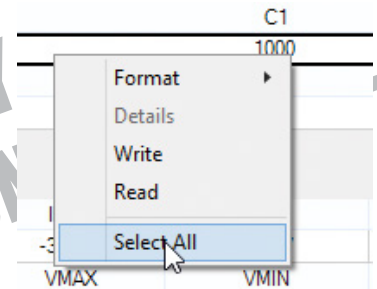 C1
1000
Format
Details
Write
Read
Select All
VMAX VMIN